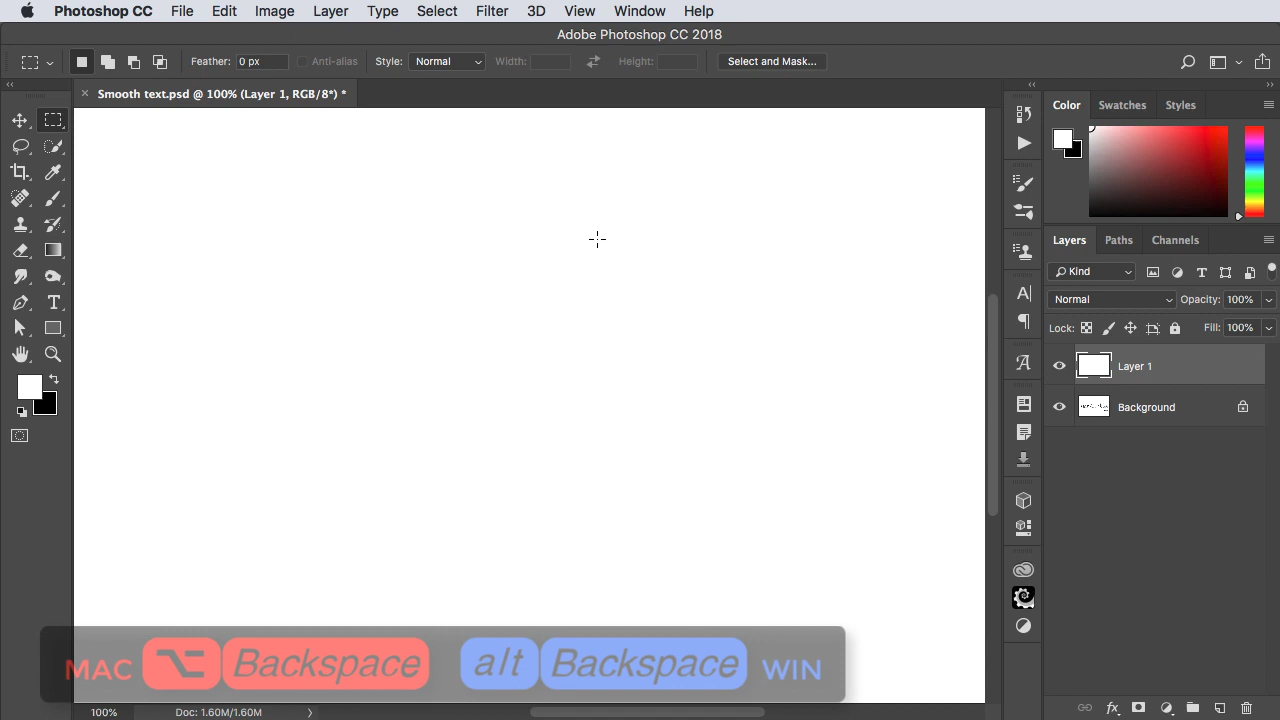 Photoshop CC File Edit Image Layer Type Select Filter 3D View Window Help
Adobe Photoshop CC 2018
Feather: 0 px Anti-alias Style: Normal Width: Height: Select and Mask...
Smooth text.psd @ 100% (Layer 1, RGB/8*) *
Color Swatches Styles
Layers Paths Channels
Kind
Normal Opacity: 100%
Lock: Fill: 100%
Layer 1
Background
MAC ⌥ Backspace alt Backspace WIN
100% Doc: 1.60M/1.60M